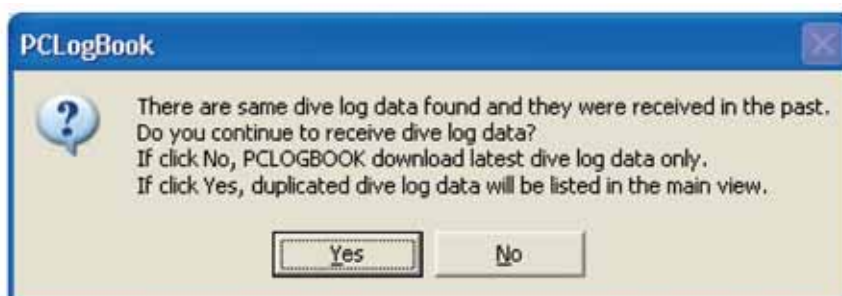 PCLogBook
There are same dive log data found and they were received in the past.
Do you continue to receive dive log data?
If click No, PCLOGBOOK download latest dive log data only.
If click Yes, duplicated dive log data will be listed in the main view.
Yes No